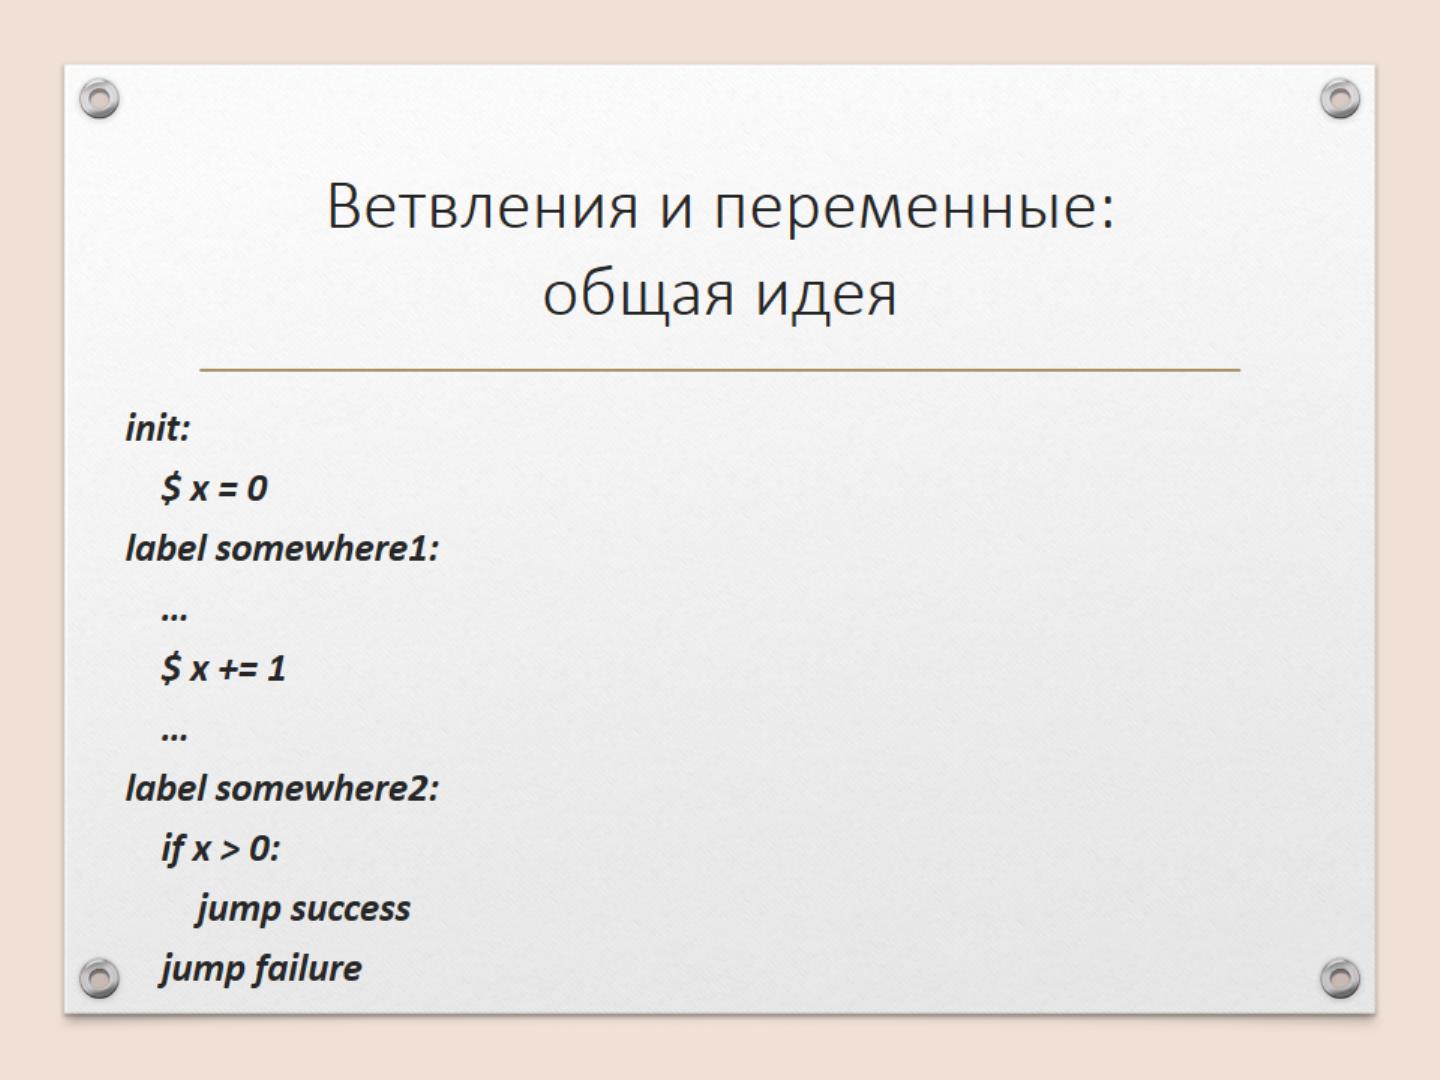 Ветвления и переменные:
общая идея
init:
$ x = 0
label somewhere1:
...
$ x += 1
...
label somewhere2:
if x > 0:
jump success
jump failure